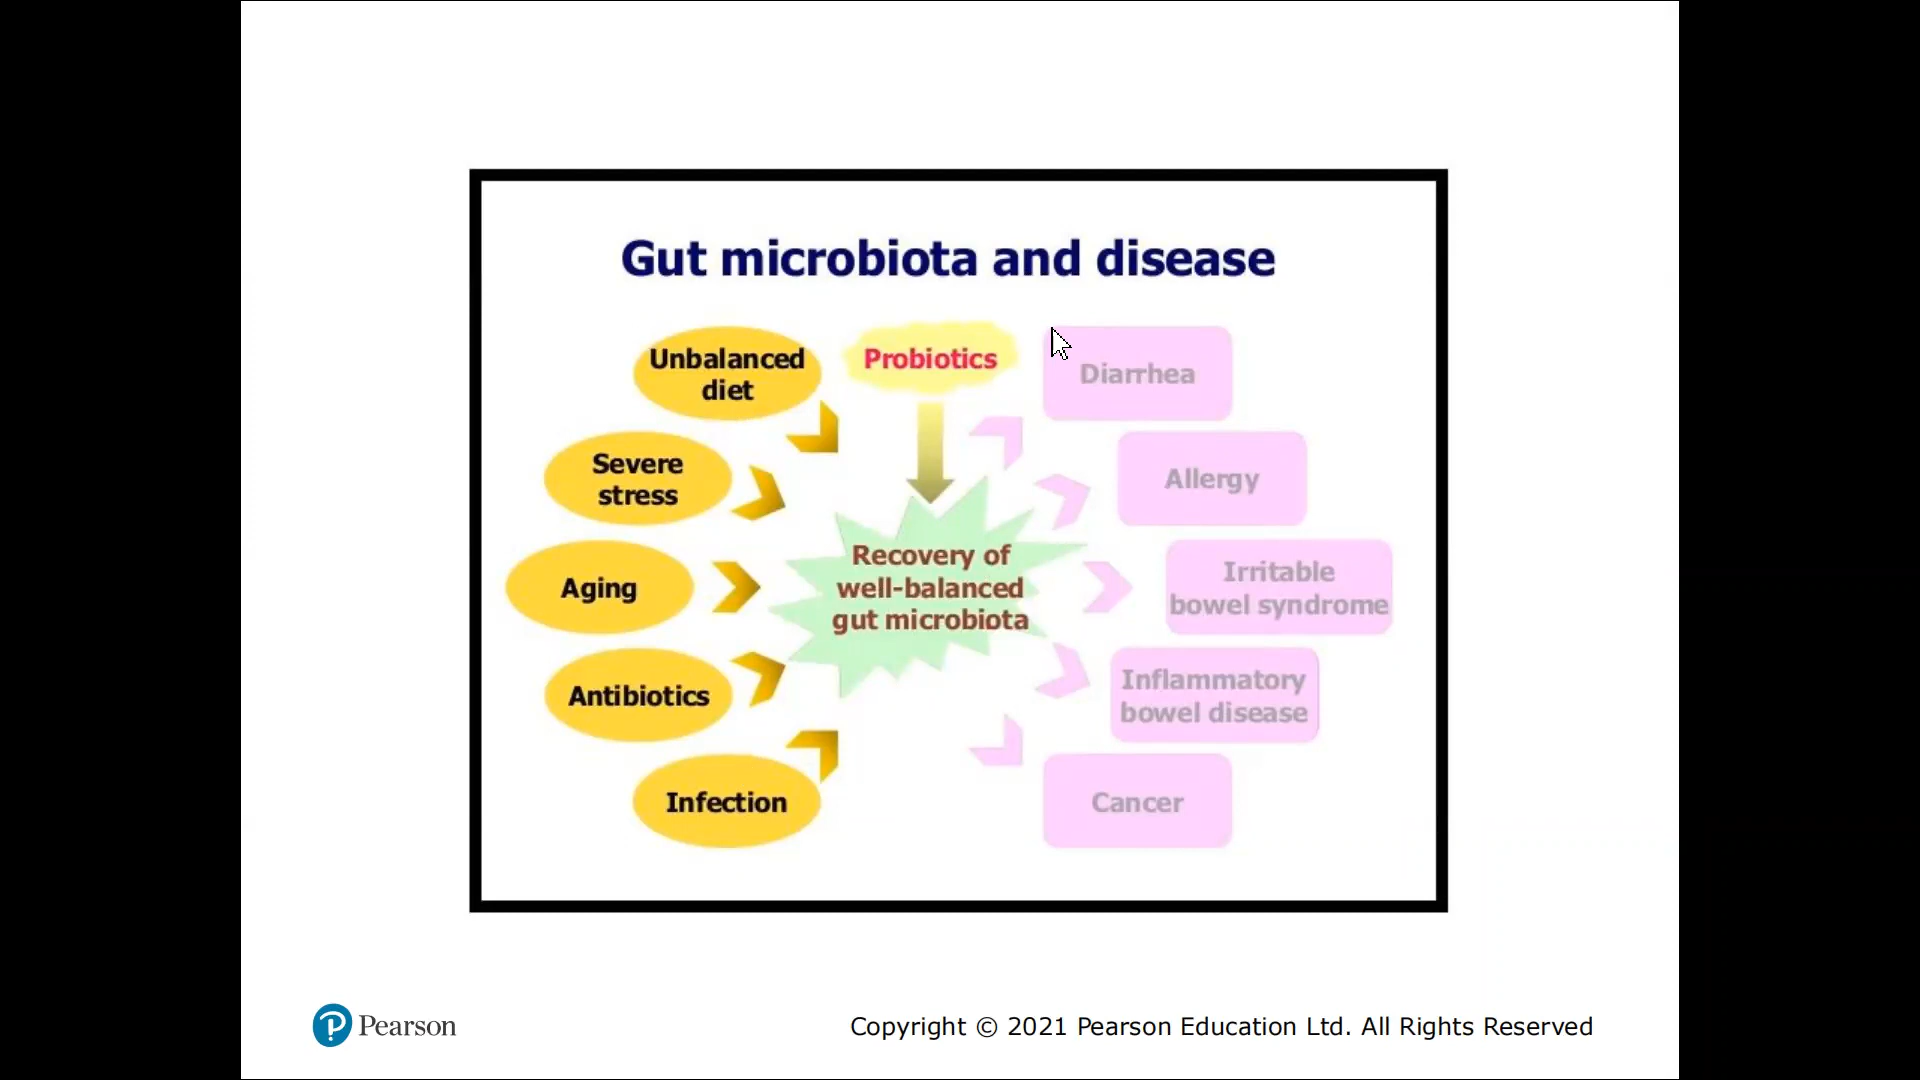 Gut microbiota and disease
Unbalanced
diet
Probiotics
Diarrhea
Severe
stress
Allergy
Aging
Recovery of
well-balanced
gut microbiota
Irritable
bowel syndrome
Antibiotics
Inflammatory
bowel disease
Infection
Cancer
Pearson
Copyright © 2021 Pearson Education Ltd. All Rights Reserved